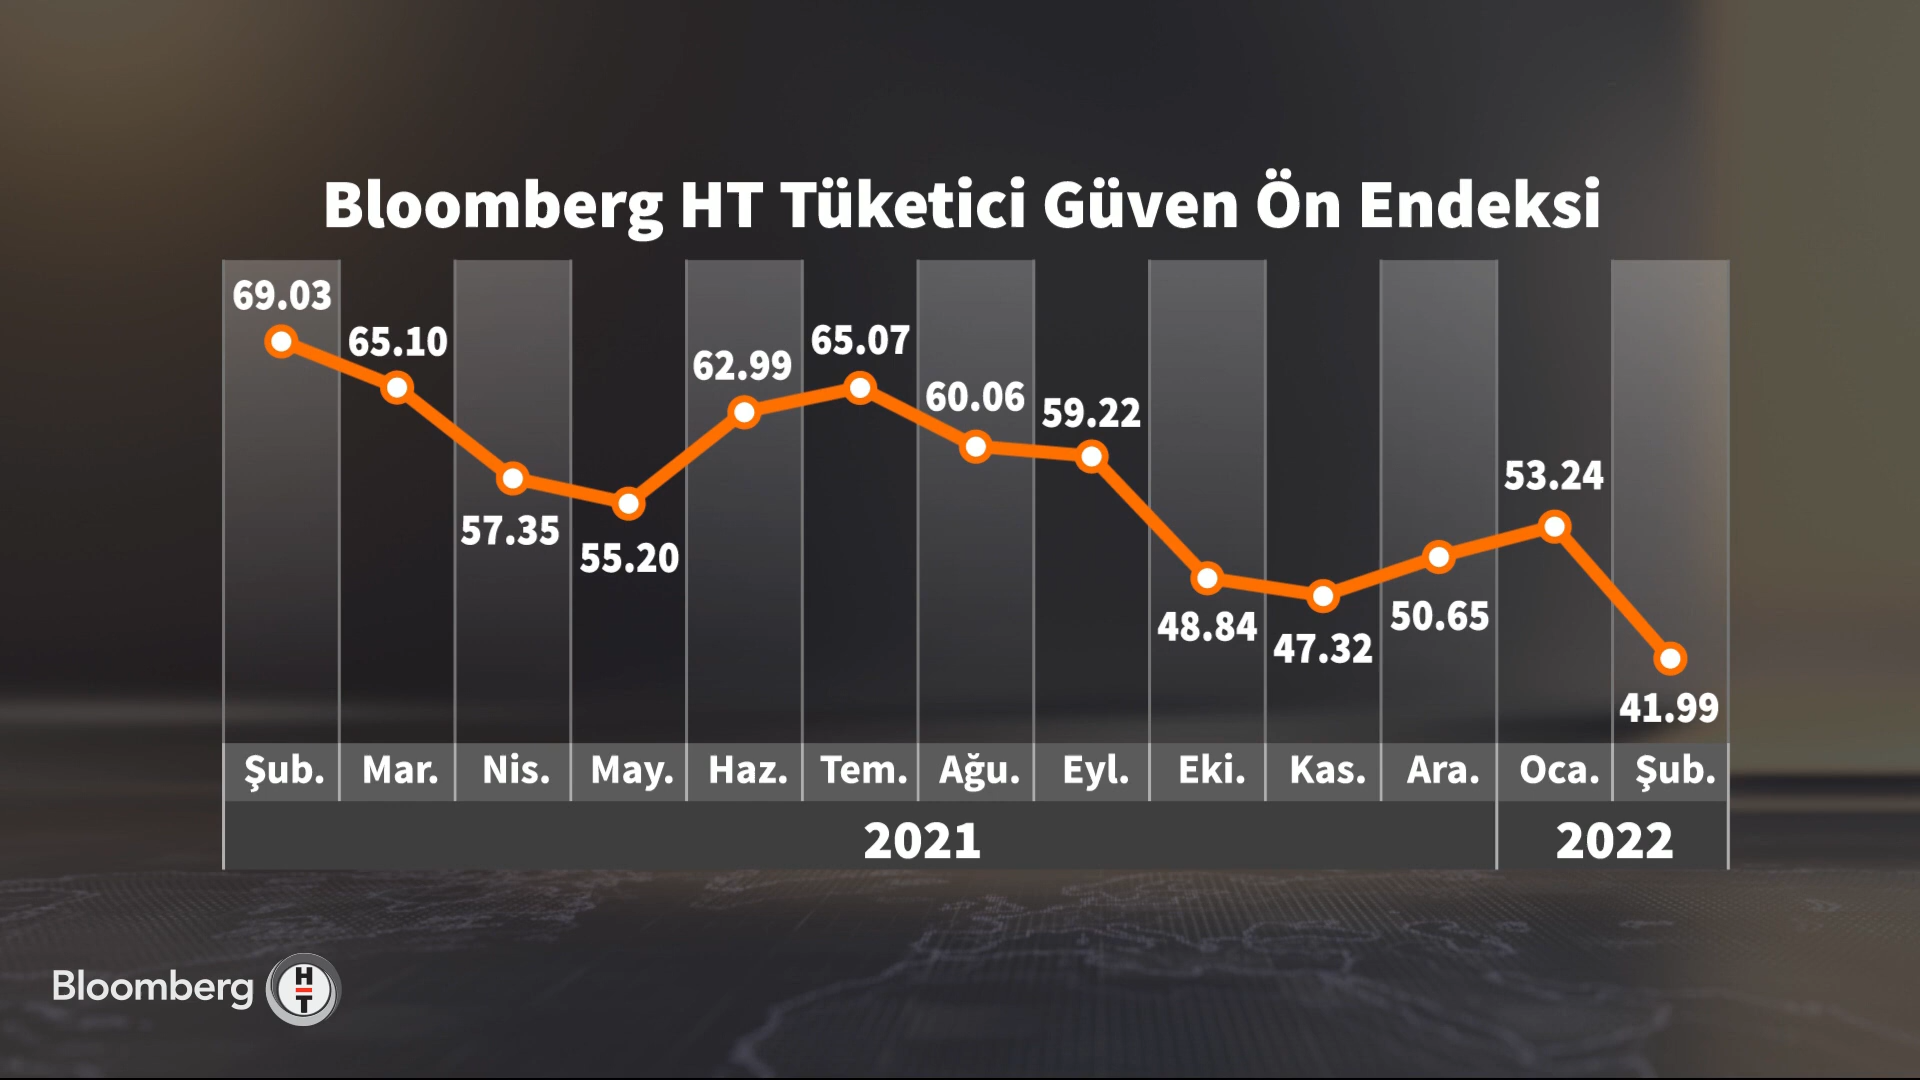 Bloomberg HT Tüketici Güven Ön Endeksi
69.03 65.10 57.35 55.20 62.99 65.07 60.06 59.22 48.84 47.32 50.65 53.24 41.99
Şub. Mar. Nis. May. Haz. Tem. Ağu. Eyl. Eki. Kas. Ara. Oca. Şub.
2021 2022
Bloomberg HT